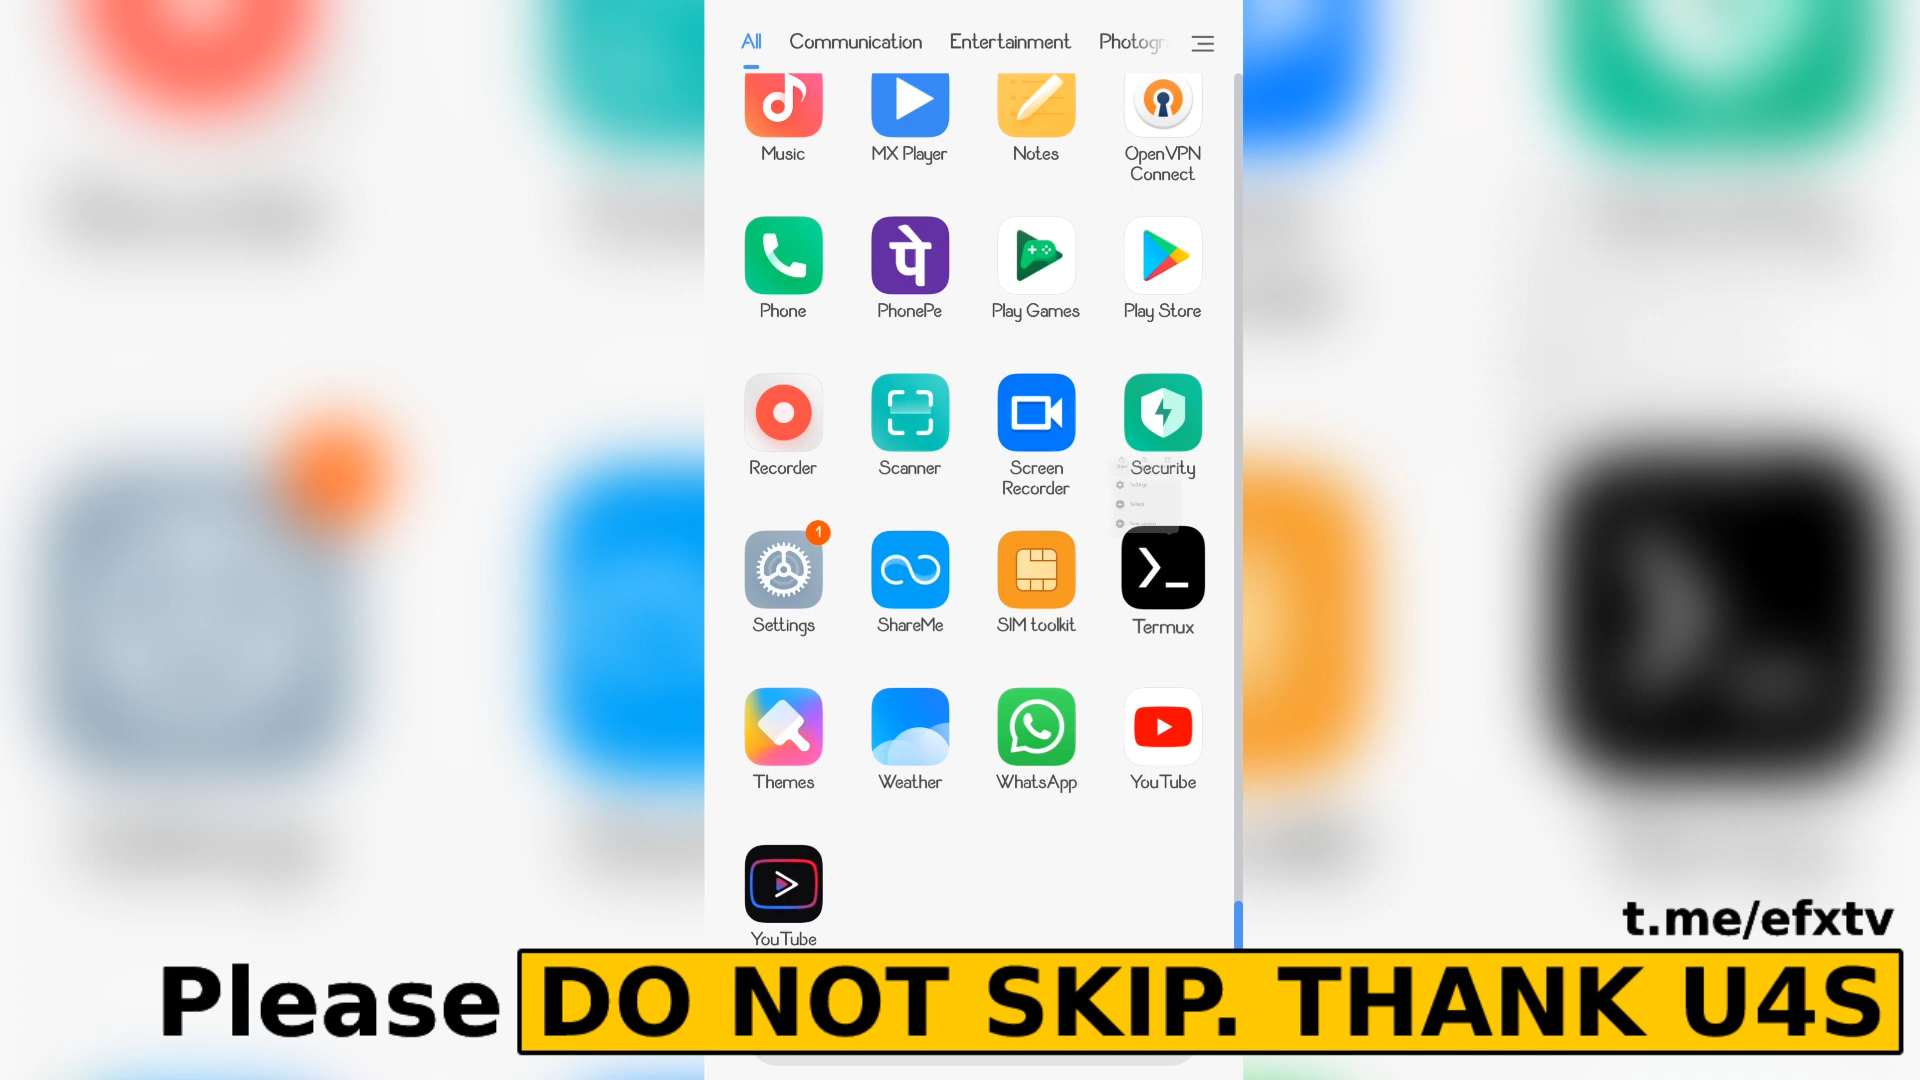 All Communication Entertainment Photogr
Music MX Player Notes OpenVPN
Connect
Phone PhonePe Play Games Play Store
Recorder Scanner Screen Security
Recorder
Settings
1
Settings ShareMe SIM toolkit Termux
पे
Themes Weather WhatsApp YouTube
YouTube
t.me/efxtv
Please DO NOT SKIP. THANK U4S